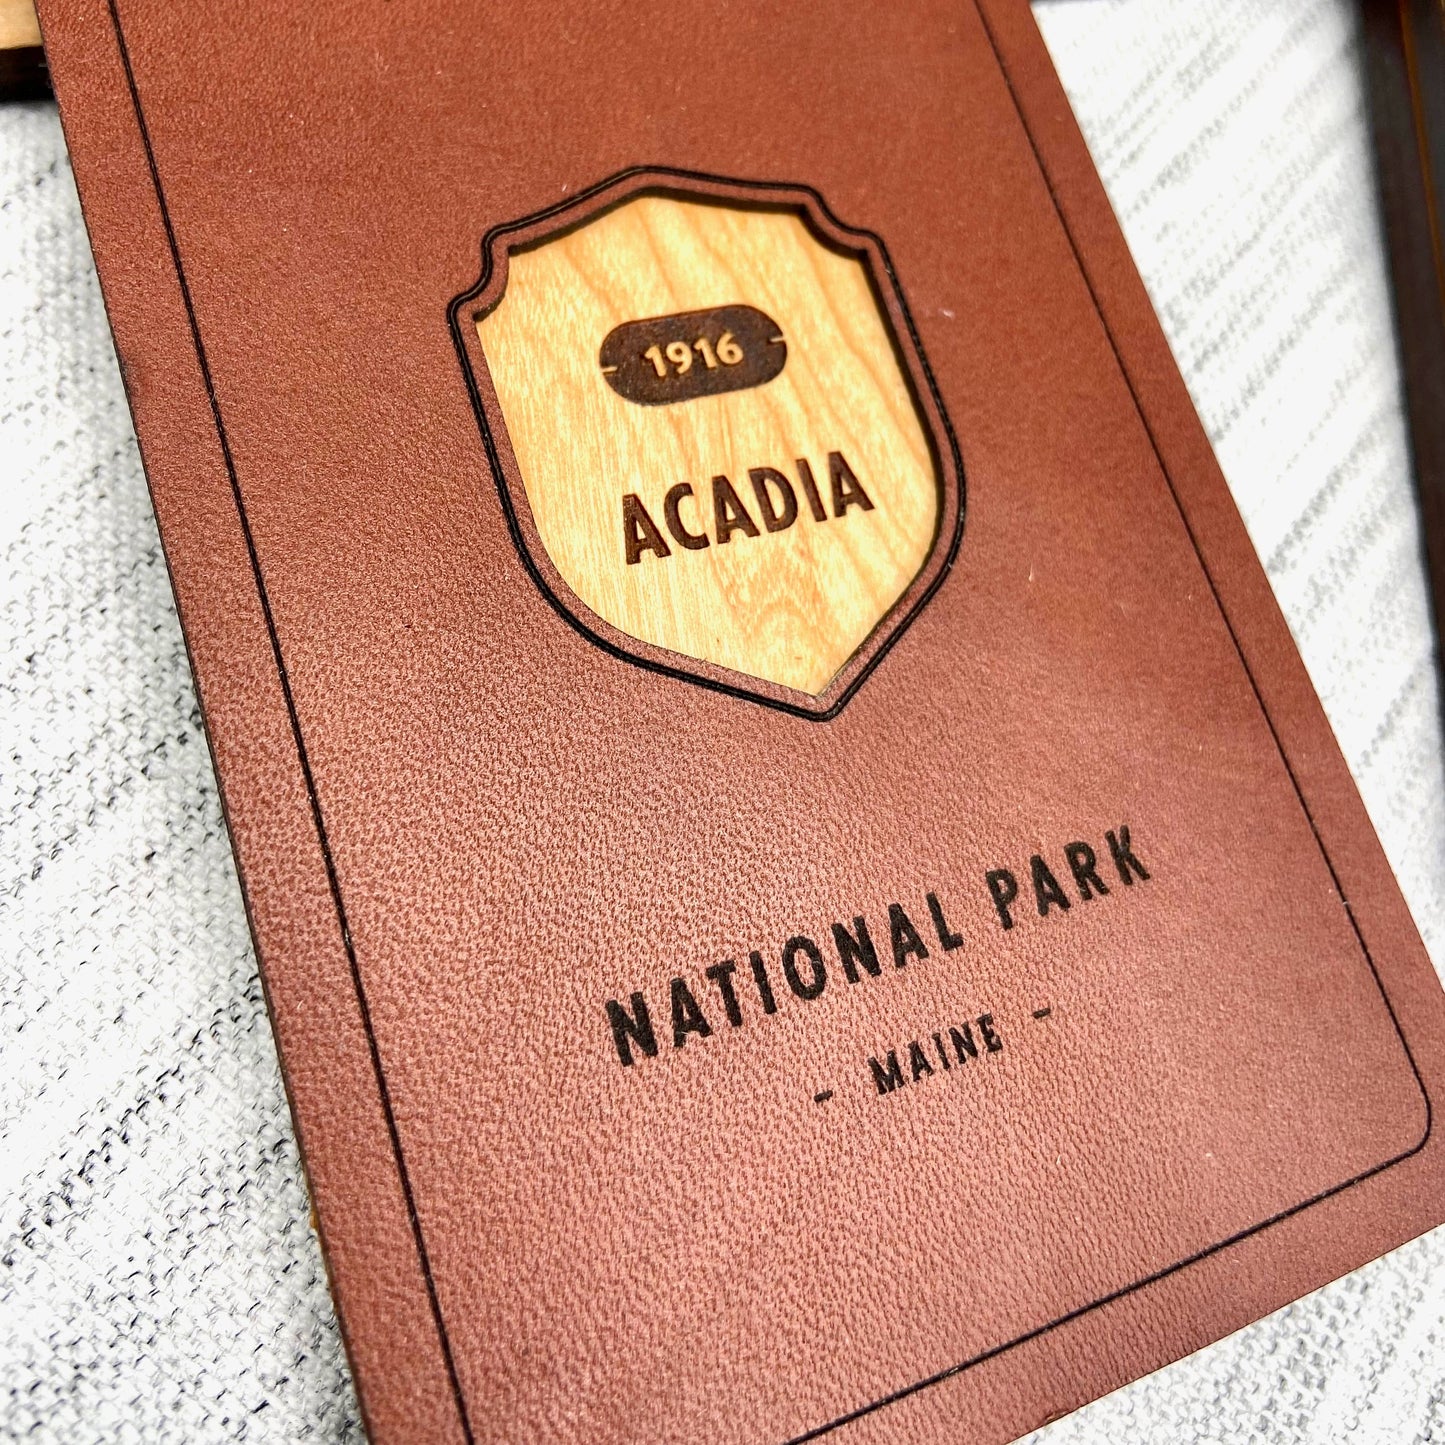 - 1916 -
ACADIA
NATIONAL PARK
- MAINE -